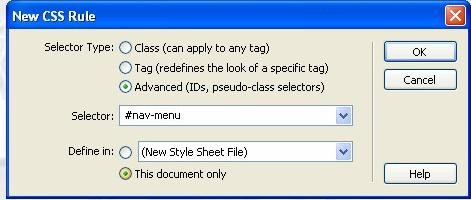 New CSS Rule
Selector Type: Class (can apply to any tag)
OK
Tag (redefines the look of a specific tag)
Cancel
Advanced (IDs, pseudo-class selectors)
Selector: #nav-menu
Define in: (New Style Sheet File)
This document only
Help